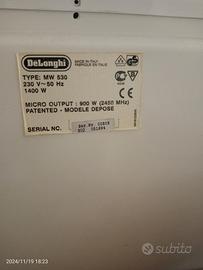 DeLonghi
MADE IN ITALY
FABRIQUE EN ITALIE
TYPE: MW 530
230 V~50 Hz
1400 W
MICRO OUTPUT: 900 W (2450 MHz)
PATENTED - MODELE DEPOSE
SERIAL NO.
2024/11/19 18:23
subito